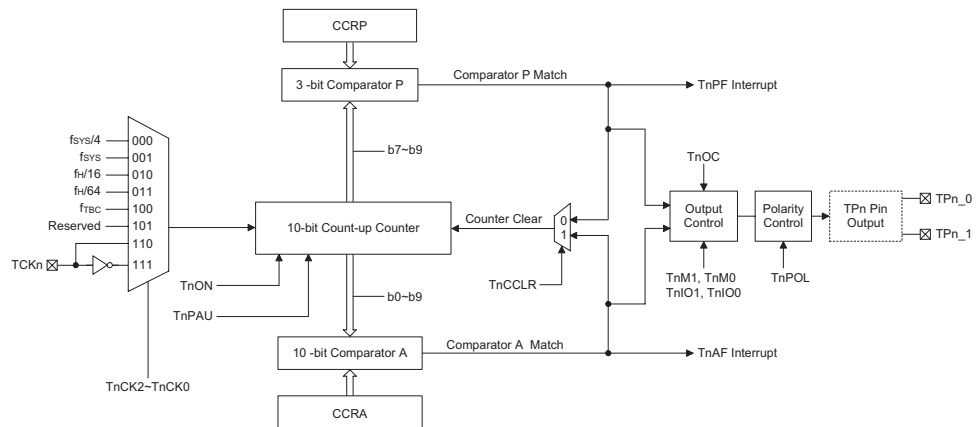 CCRP
3 -bit Comparator P
Comparator P Match
TnPF Interrupt
b7~b9
fSYS/4
000
fSYS
001
fH/16
010
fH/64
011
fTBC
100
Reserved
101
110
TCKn
111
10-bit Count-up Counter
Counter Clear
0
1
TnOC
Output
Control
Polarity
Control
TPn Pin
Output
TPn_0
TPn_1
TnON
TnPAU
b0~b9
TnCCLR
TnM1, TnM0
TnIO1, TnIO0
TnPOL
10 -bit Comparator A
Comparator A Match
TnAF Interrupt
TnCK2~TnCK0
CCRA